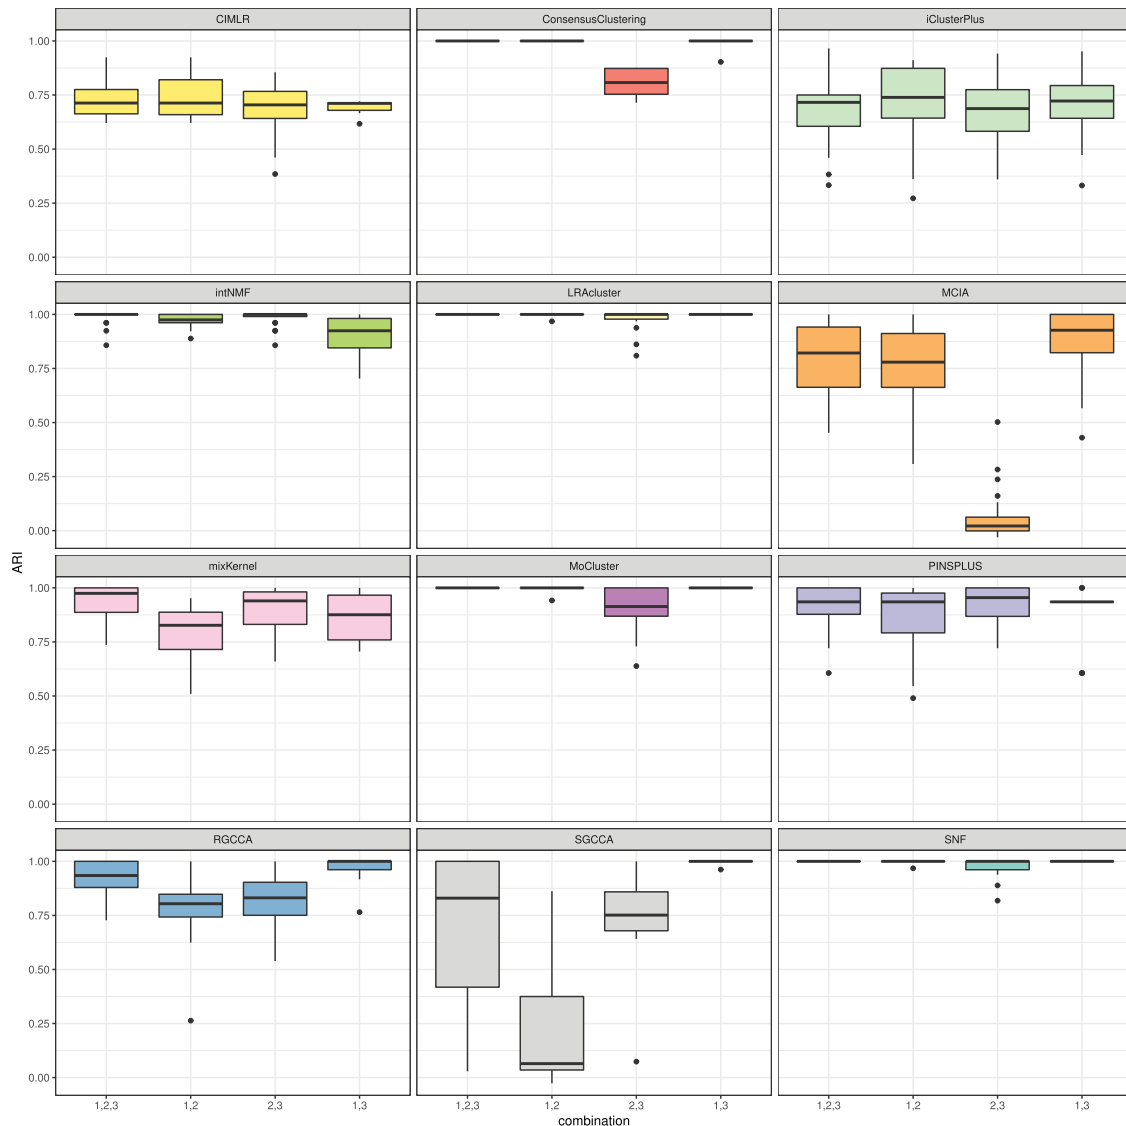 CIMLR ConsensusClustering iClusterPlus
1.00
0.75
0.50
0.25
0.00
intNMF LRAcluster MCIA
1.00
0.75
0.50
0.25
0.00
ARI
mixKernel MoCluster PINSPLUS
1.00
0.75
0.50
0.25
0.00
RGCCA SGCCA SNF
1.00
0.75
0.50
0.25
0.00
1,2,3 1,2 2,3 1,3 1,2,3 1,2 2,3 1,3 1,2,3 1,2 2,3 1,3
combination